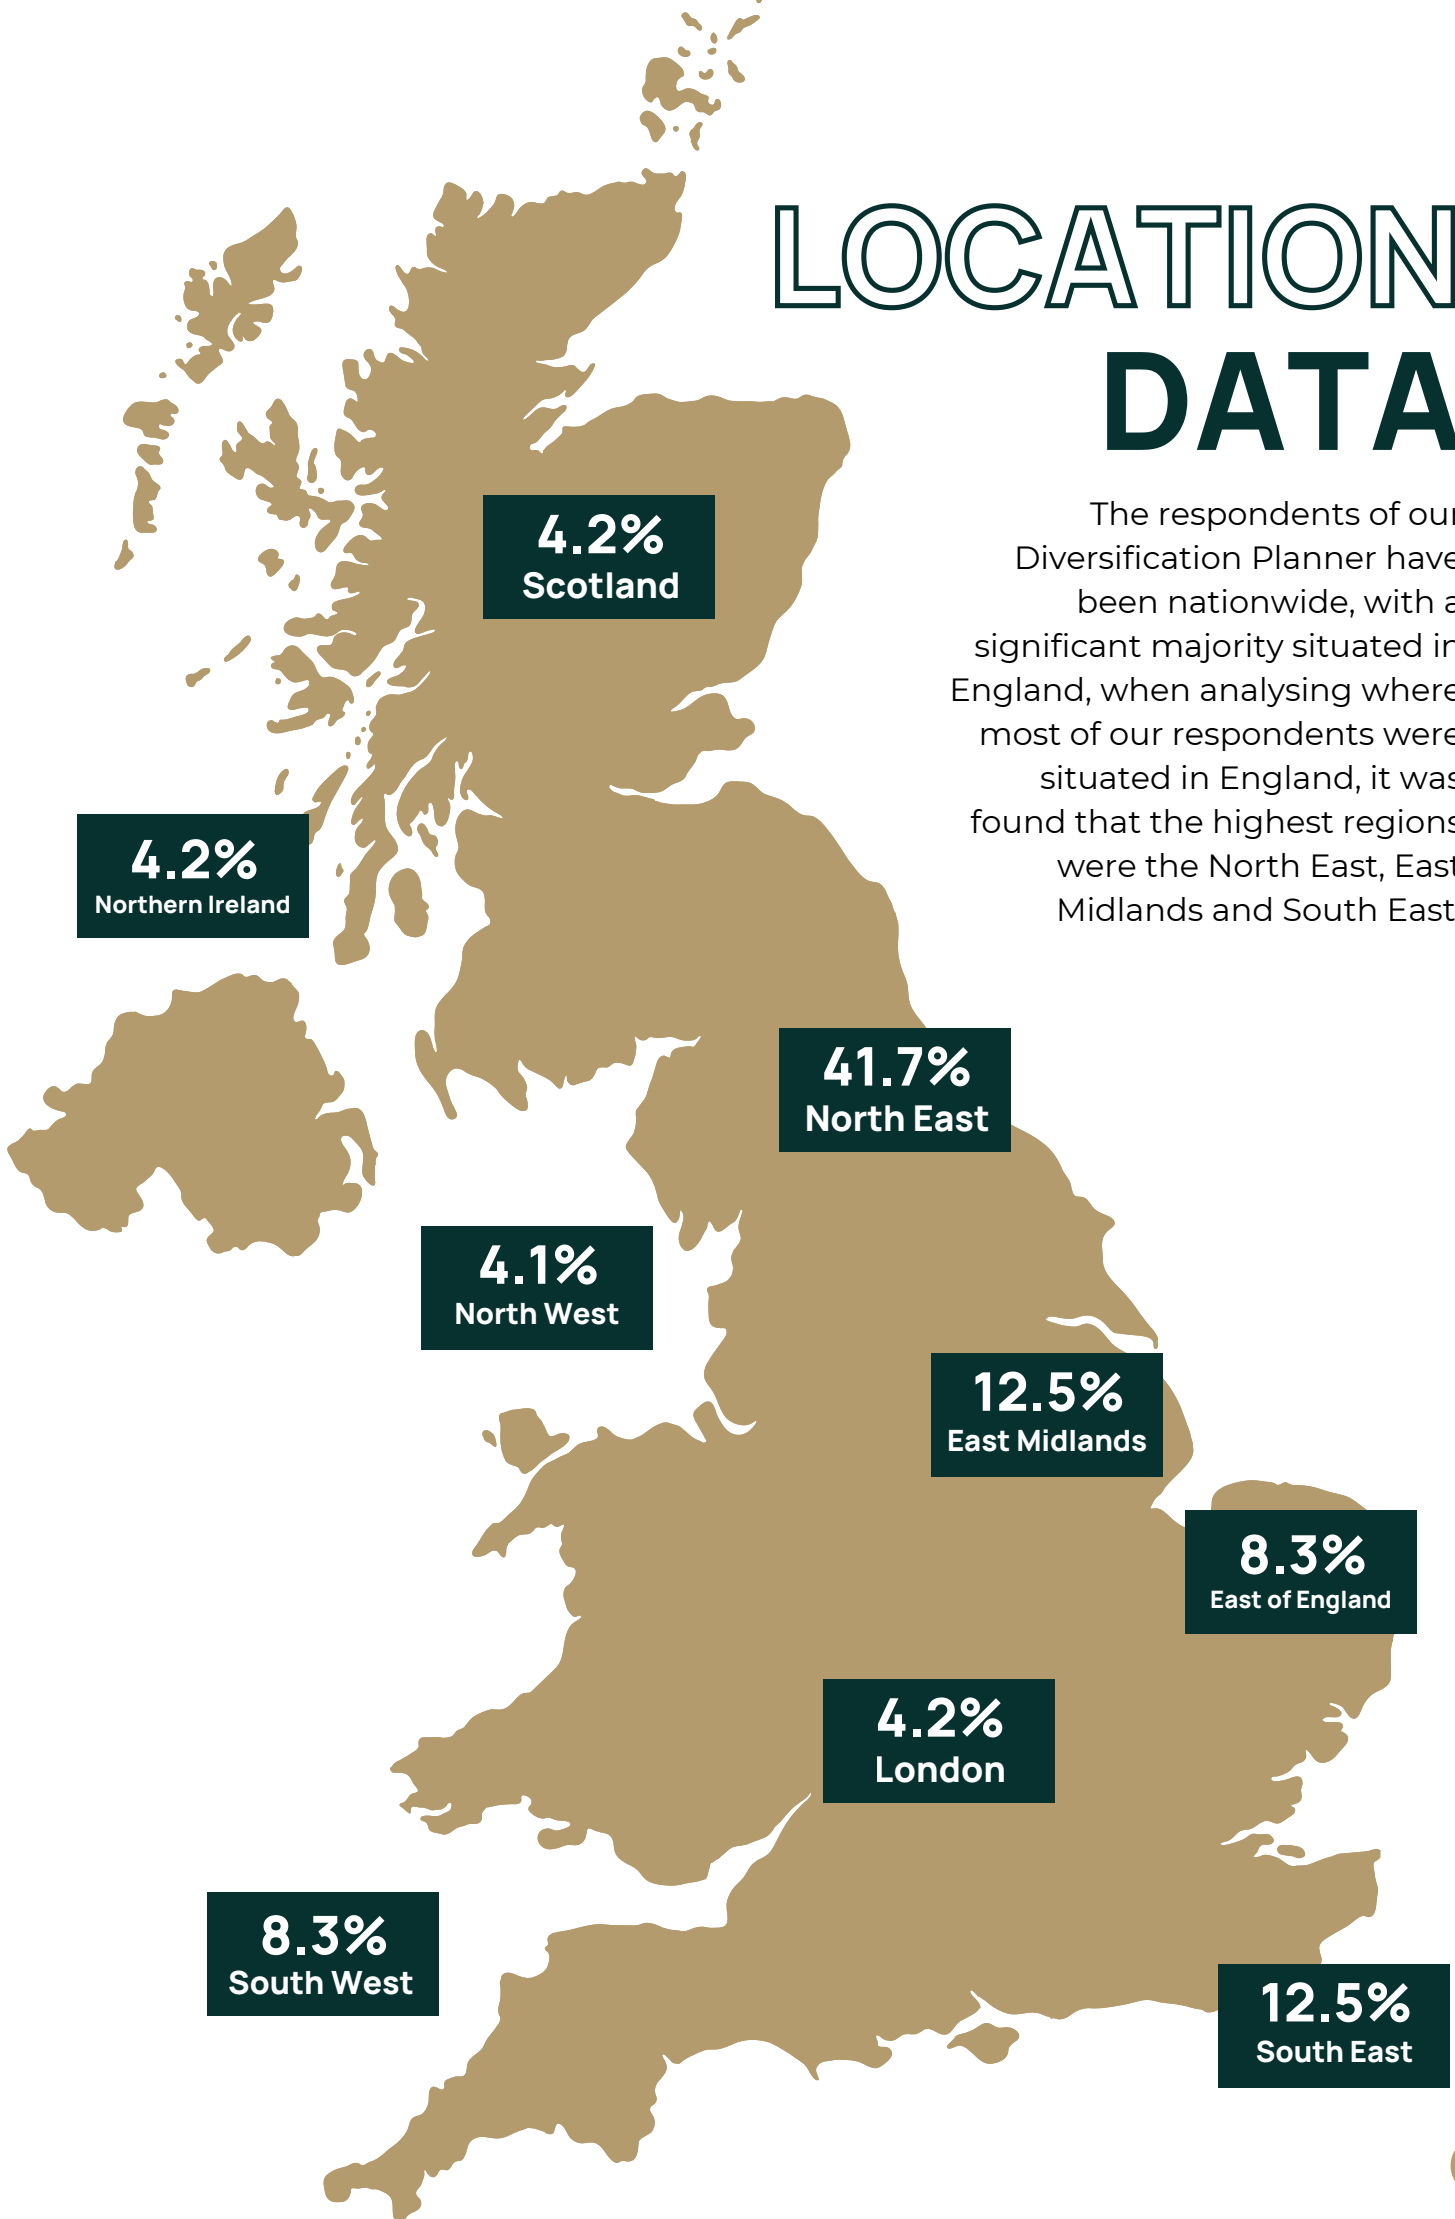 LOCATION
DATA
The respondents of our
Diversification Planner have
been nationwide, with a
significant majority situated in
England, when analysing where
most of our respondents were
situated in England, it was
found that the highest regions
were the North East, East
Midlands and South East
4.2%
Scotland
4.2%
Northern Ireland
41.7%
North East
4.1%
North West
12.5%
East Midlands
8.3%
East of England
4.2%
London
8.3%
South West
12.5%
South East